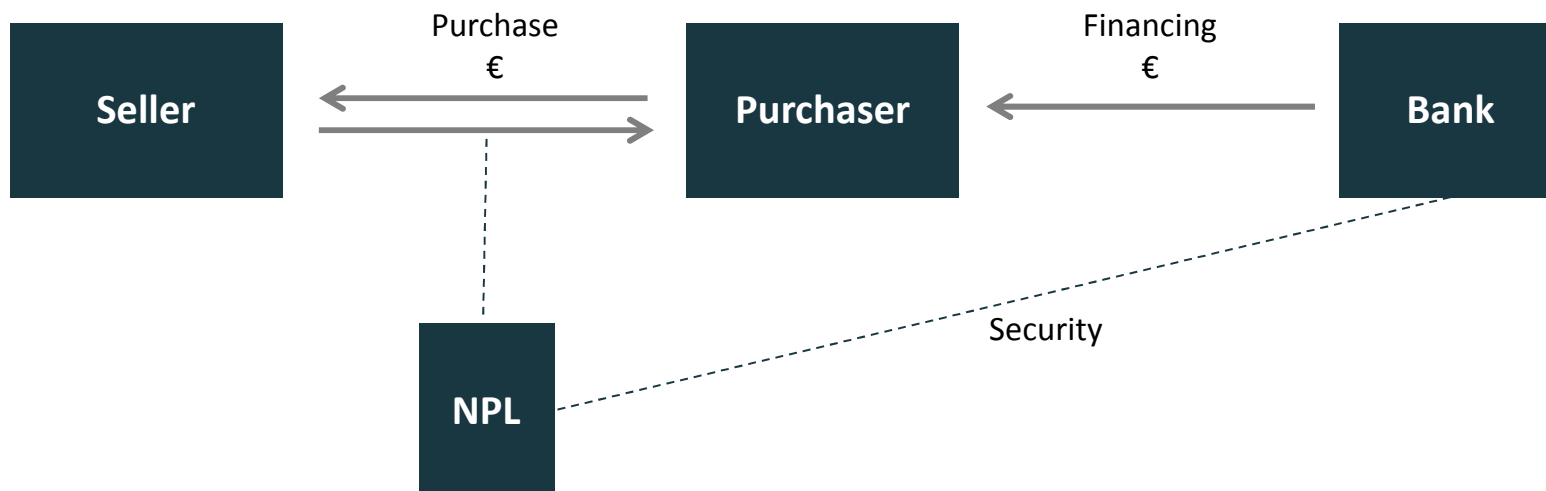 Purchase
€
Financing
€
Seller
Purchaser
Bank
Security
NPL